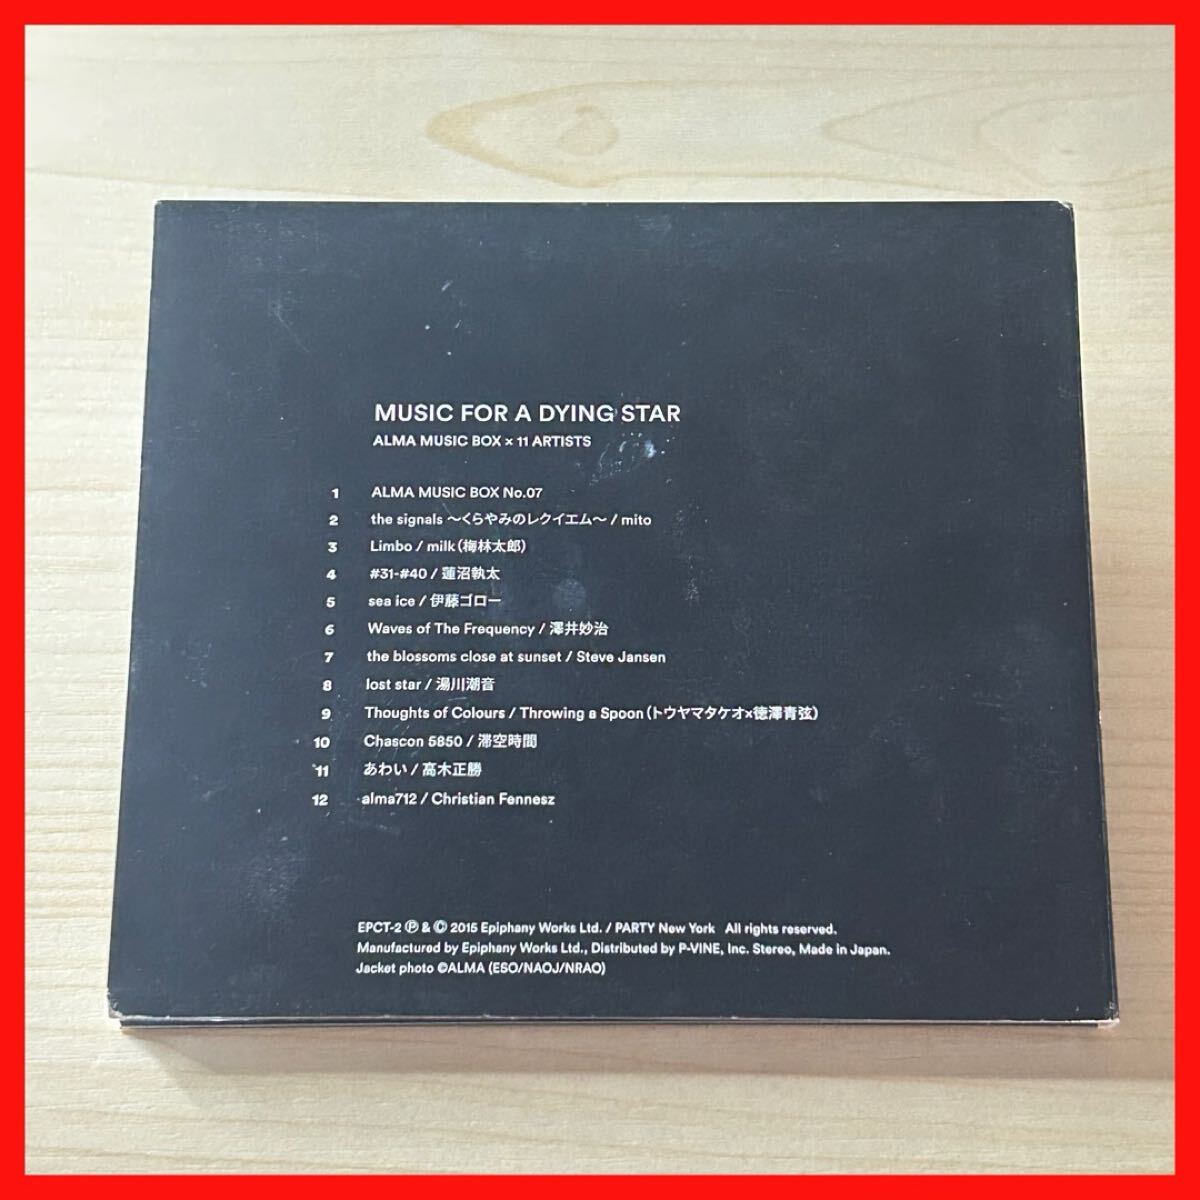 MUSIC FOR A DYING STAR
ALMA MUSIC BOX × 11 ARTISTS
1 ALMA MUSIC BOX No.07
2 the signals 〜くらやみのレクイエム〜 / mito
3 Limbo / milk(梅林太郎)
4 #31-#40 / 蓮沼執太
5 sea ice / 伊藤ゴロー
6 Waves of The Frequency / 澤井妙治
7 the blossoms close at sunset / Steve Jansen
8 lost star / 湯川潮音
9 Thoughts of Colours / Throwing a Spoon(トウヤマタケオ×徳澤青弦)
10 Chascon 5850 / 滞空時間
11 あわい / 髙木正勝
12 alma712 / Christian Fennesz
EPCT-2 Ⓟ & © 2015 Epiphany Works Ltd. / PARTY New York All rights reserved.
Manufactured by Epiphany Works Ltd., Distributed by P-VINE, Inc. Stereo, Made in Japan.
Jacket photo ©ALMA (ESO/NAOJ/NRAO)